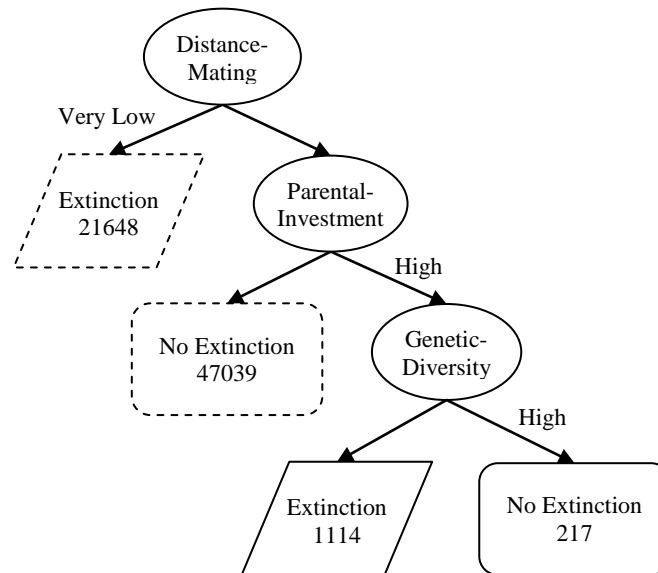 Distance-
Mating
Very Low
Extinction
21648
Parental-
Investment
High
No Extinction
47039
Genetic-
Diversity
High
Extinction
1114
No Extinction
217